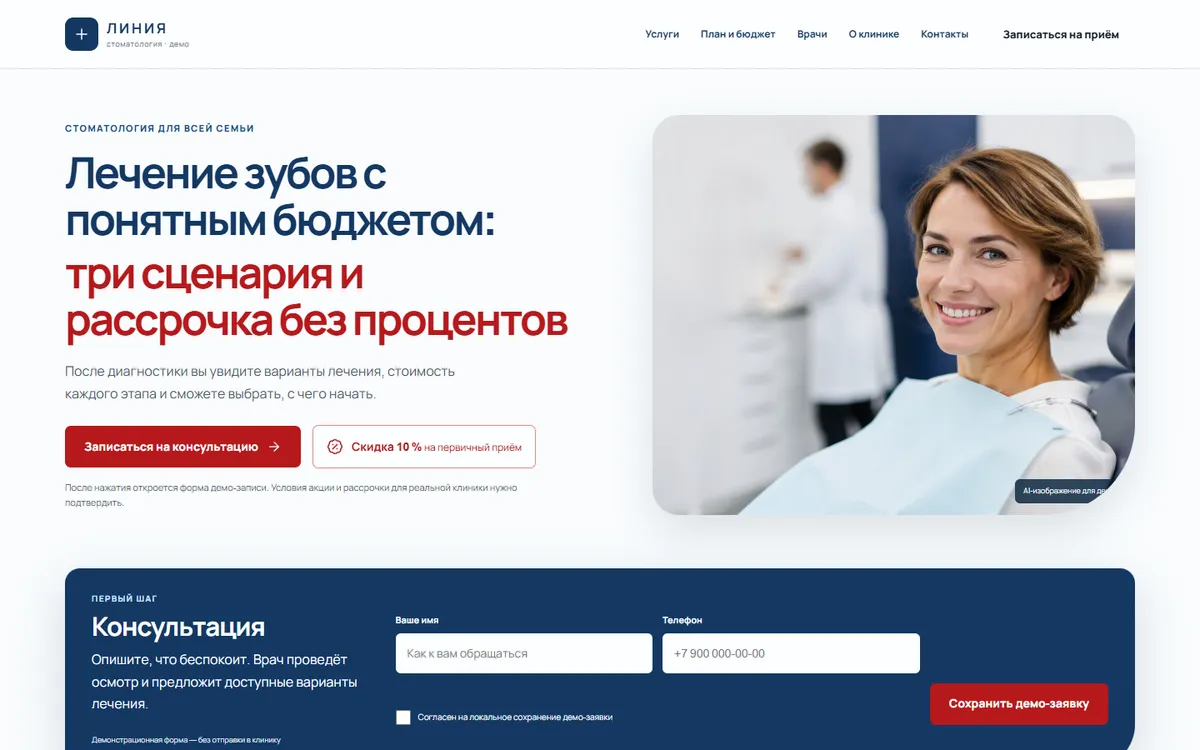 ЛИНИЯ
стоматология · демо
Услуги
План и бюджет
Врачи
О клинике
Контакты
Записаться на приём
СТОМАТОЛОГИЯ ДЛЯ ВСЕЙ СЕМЬИ
Лечение зубов с
понятным бюджетом:
три сценария и
рассрочка без процентов
После диагностики вы увидите варианты лечения, стоимость
каждого этапа и сможете выбрать, с чего начать.
Записаться на консультацию →
Скидка 10 % на первичный приём
После нажатия откроется форма демо-записи. Условия акции и рассрочки для реальной клиники нужно
подтвердить.
AI-изображение для
ПЕРВЫЙ ШАГ
Консультация
Опишите, что беспокоит. Врач проведёт
осмотр и предложит доступные варианты
лечения.
Демонстрационная форма — без отправки в клинику
Ваше имя
Как к вам обращаться
Телефон
+7 900 000-00-00
Согласен на локальное сохранение демо-заявки
Сохранить демо-заявку